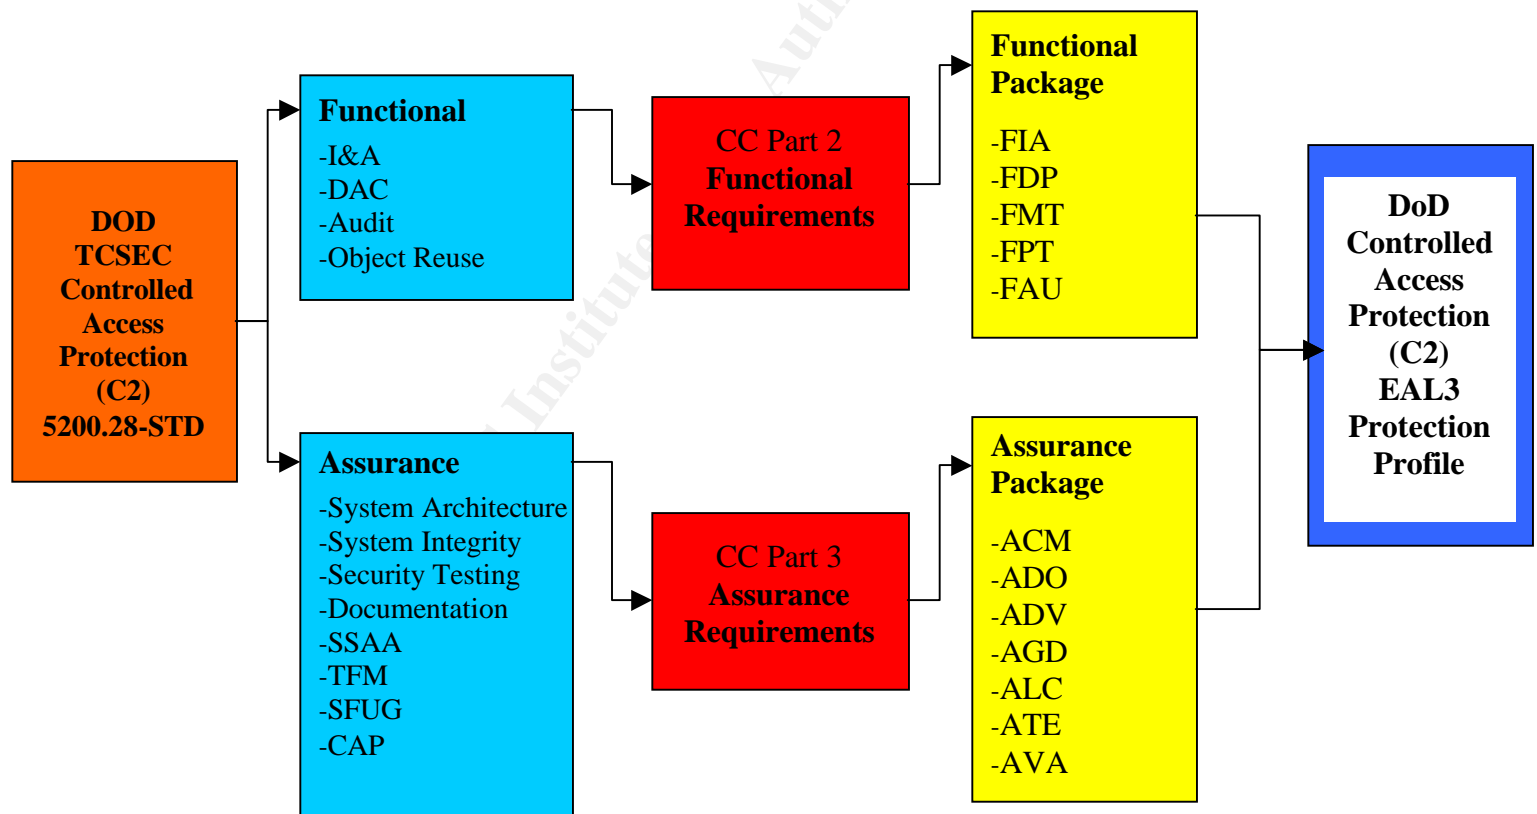 DOD
TCSEC
Controlled
Access
Protection
(C2)
5200.28-STD
Functional
-I&A
-DAC
-Audit
-Object Reuse
CC Part 2
Functional
Requirements
Functional
Package
-FIA
-FDP
-FMT
-FPT
-FAU
Assurance
-System Architecture
-System Integrity
-Security Testing
-Documentation
-SSAA
-TFM
-SFUG
-CAP
CC Part 3
Assurance
Requirements
Assurance
Package
-ACM
-ADO
-ADV
-AGD
-ALC
-ATE
-AVA
DoD
Controlled
Access
Protection
(C2)
EAL3
Protection
Profile
Institute